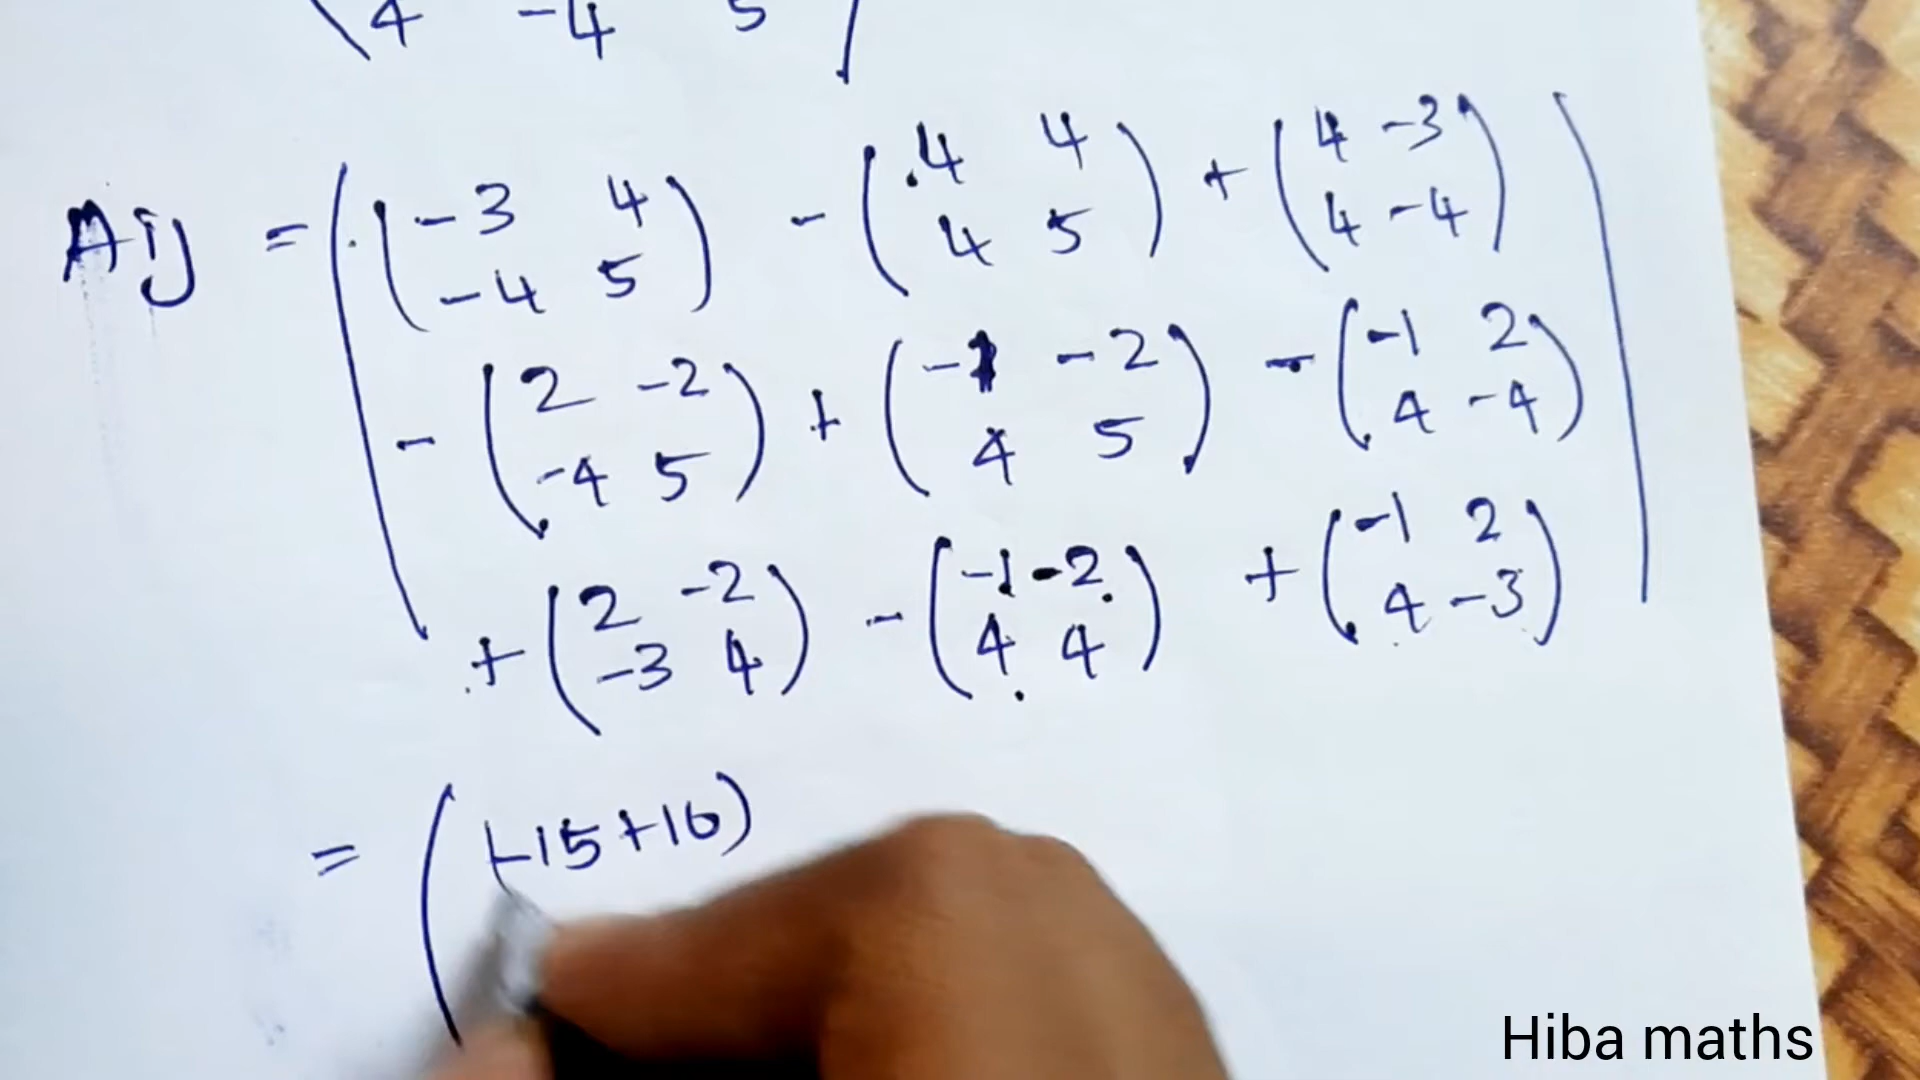 4 -4 5
Aij = -3 4 - 4 4 + 4 -3
-4 5 4 5 4 -4
- 2 -2 + -1 -2 - -1 2
-4 5 4 5 4 -4
+ 2 -2 - -1 -2 + -1 2
-3 4 4 4 4 -3
= ( (-15+16)
Hiba maths